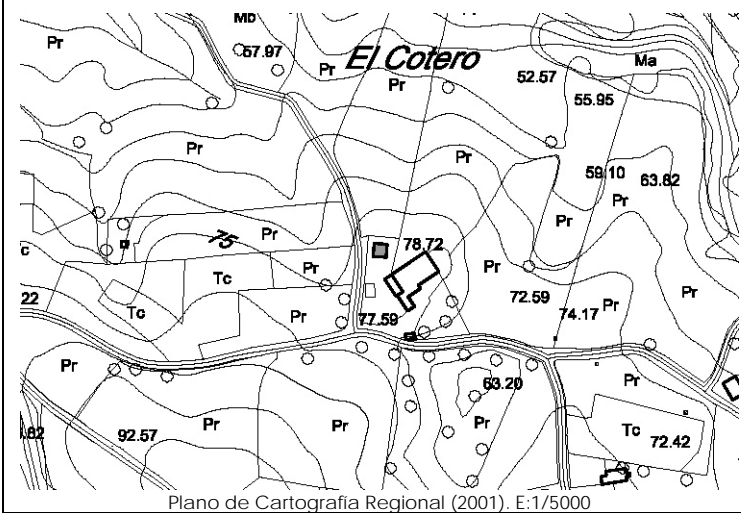 Mb
Pr
57.97
El Cotero
Ma
Pr
Pr
52.57
55.95
Pr
Pr
59.10
63.82
Pr
75
Pr
78.72
Pr
c
Tc
Pr
Pr
72.59
Pr
Pr
22
Tc
Pr
77.59
74.17
Pr
63.20
Pr
.82
92.57
Pr
Pr
Pr
Tc
72.42
Plano de Cartografía Regional (2001). E:1/5000